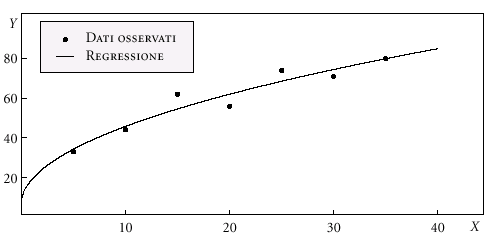 Y
Dati osservati
Regressione
80
60
40
20
10 20 30 40 X